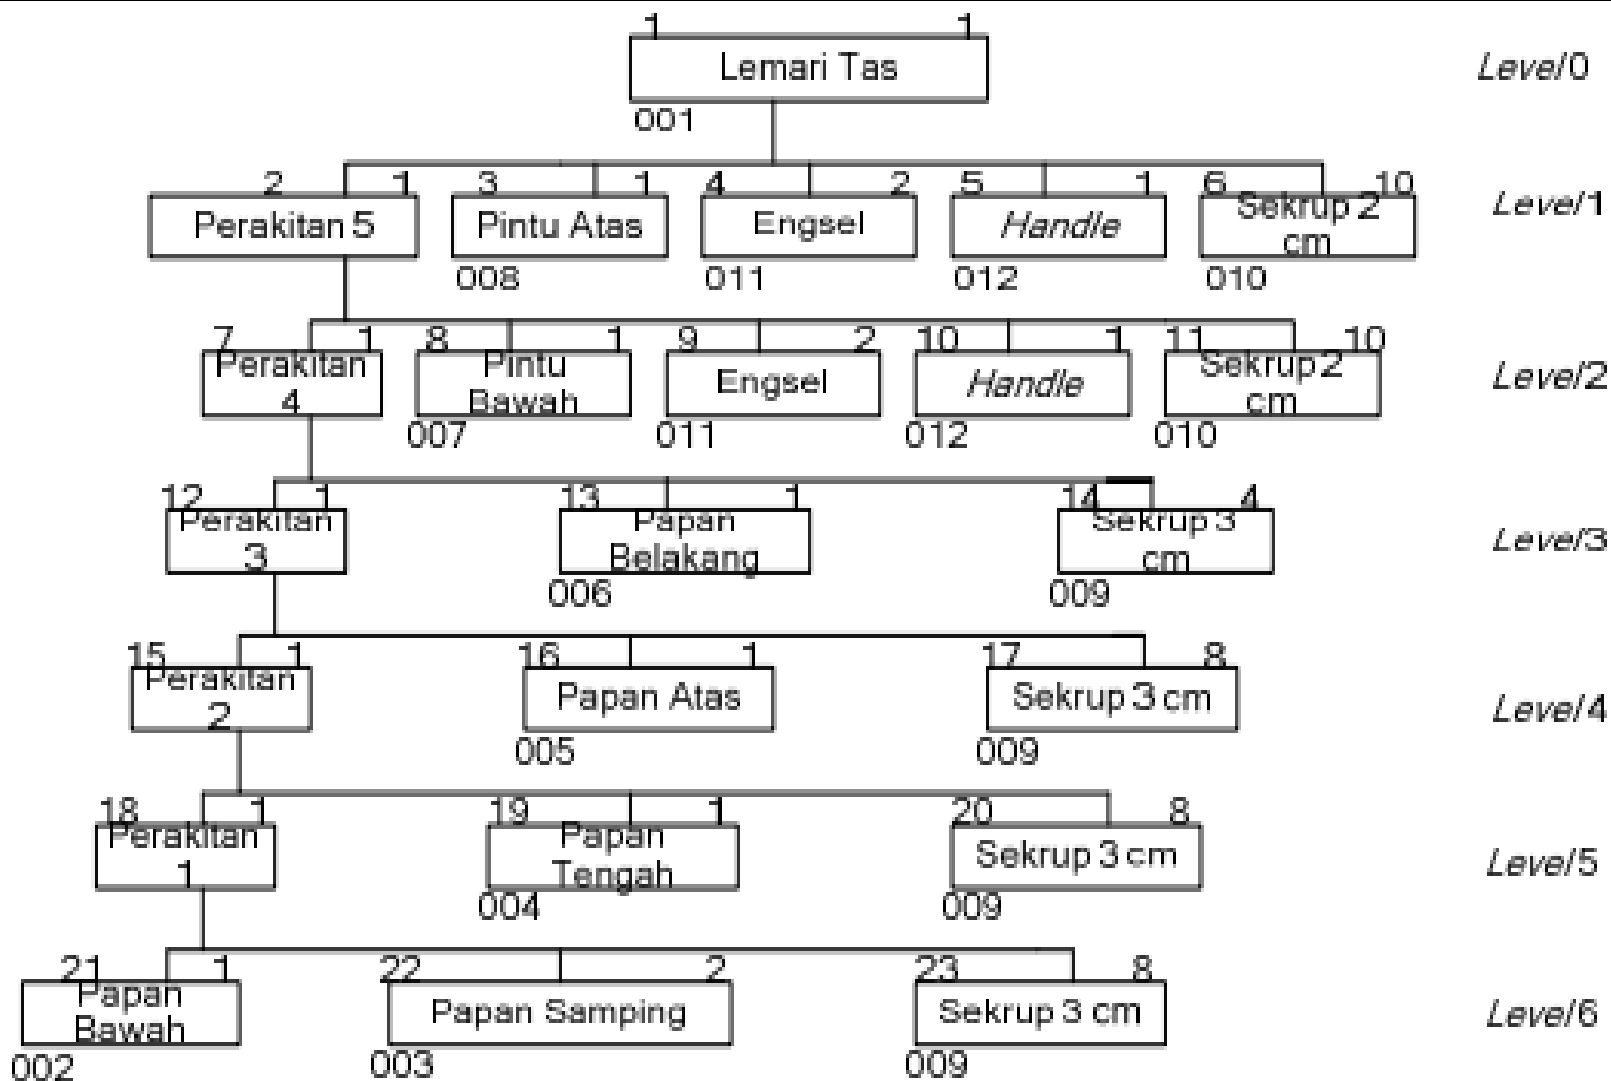 1 1
Lemari Tas
Level 0
001
2 1 3 1 4 2 5 1 6 10
Perakitan 5
Pintu Atas
Engsel
Handle
Sekrup 2
cm
Level 1
008 011 012 010
7 1 8 1 9 2 10 1 11 10
Perakitan
4
Pintu
Bawah
Engsel
Handle
Sekrup 2
cm
Level 2
007 011 012 010
12 1 13 1 14 4
Perakitan
3
Papan
Belakang
Sekrup 3
cm
Level 3
006 009
15 1 16 1 17 8
Perakitan
2
Papan Atas
Sekrup 3 cm
Level 4
005 009
18 1 19 1 20 8
Perakitan
1
Papan
Tengah
Sekrup 3 cm
Level 5
004 009
21 1 22 2 23 8
Papan
Bawah
Papan Samping
Sekrup 3 cm
Level 6
002 003 009